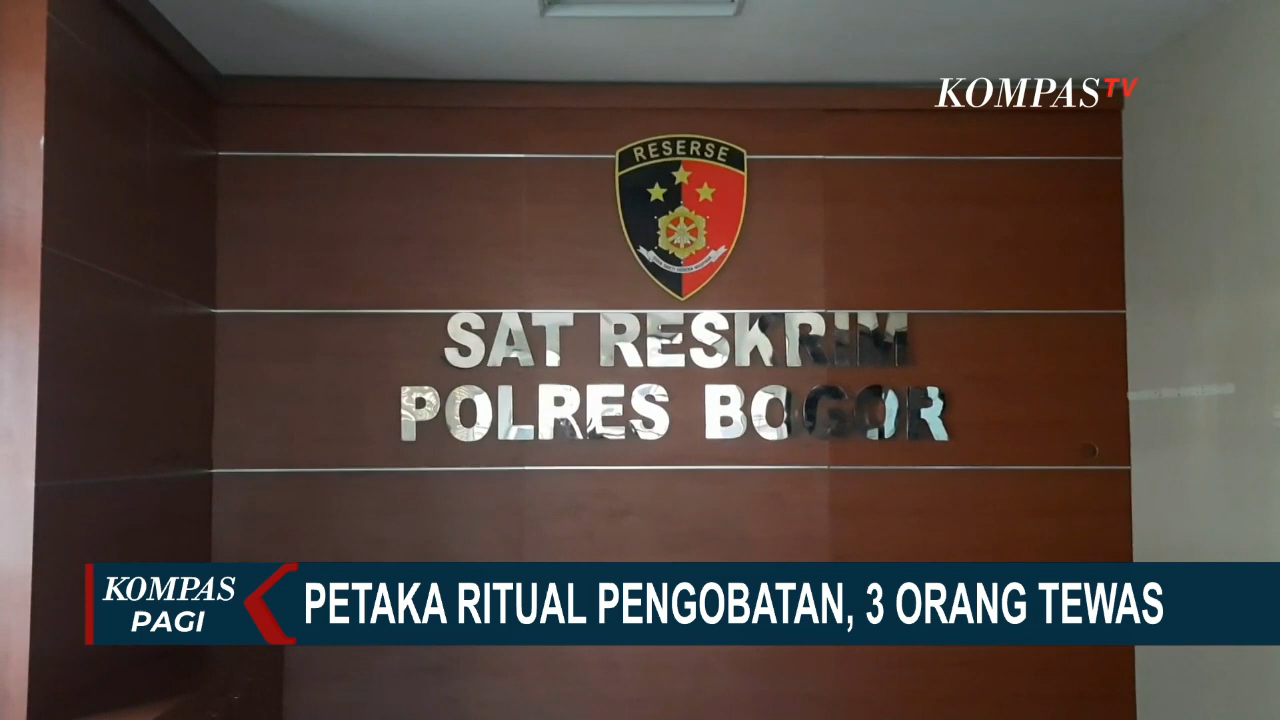 KOMPASTV
RESERSE
SAT RESKRIM
POLRES BOGOR
KOMPAS
PAGI
PETAKA RITUAL PENGOBATAN, 3 ORANG TEWAS